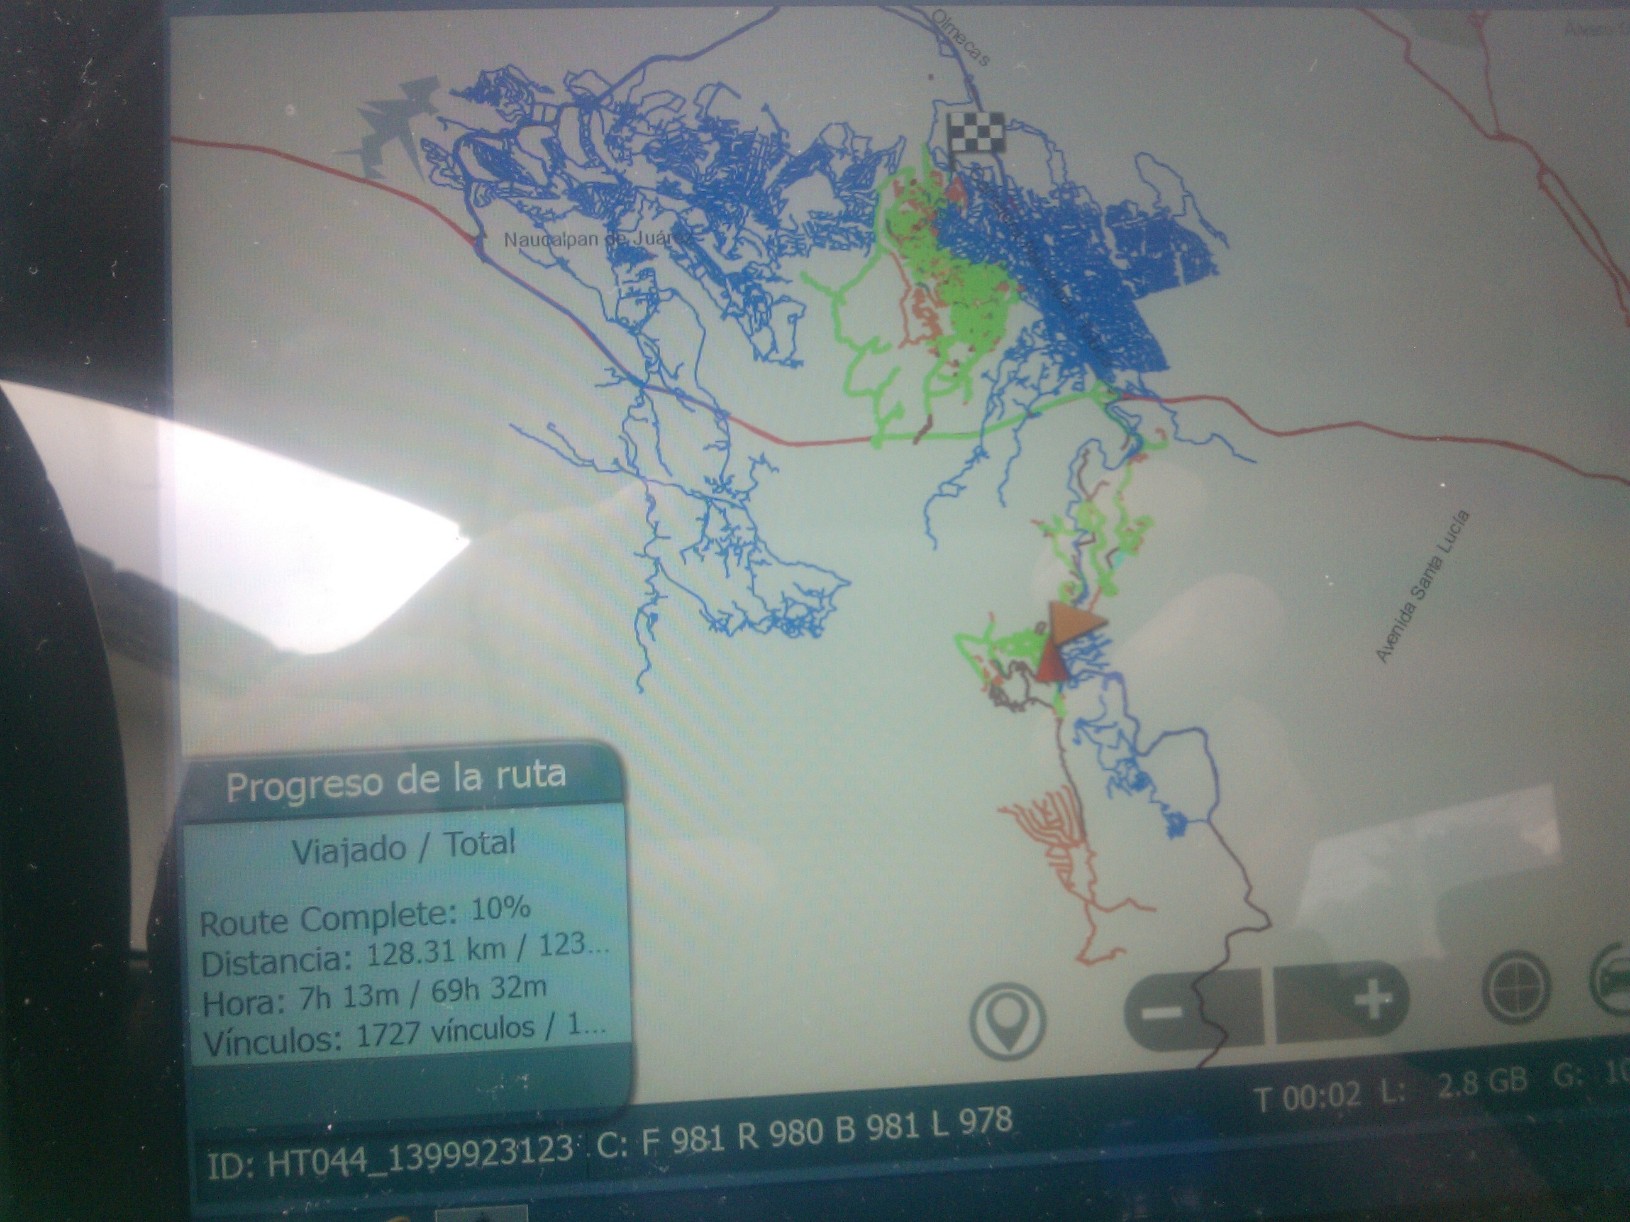 Olmecas
Naucalpan de Juárez
Avenida Santa Lucía
Progreso de la ruta
Viajado / Total
Route Complete: 10%
Distancia: 128.31 km / 123...
Hora: 7h 13m / 69h 32m
Vínculos: 1727 vínculos / 1...
T 00:02 L: 2.8 GB G: 10
ID: HT044_1399923123 C: F 981 R 980 B 981 L 978